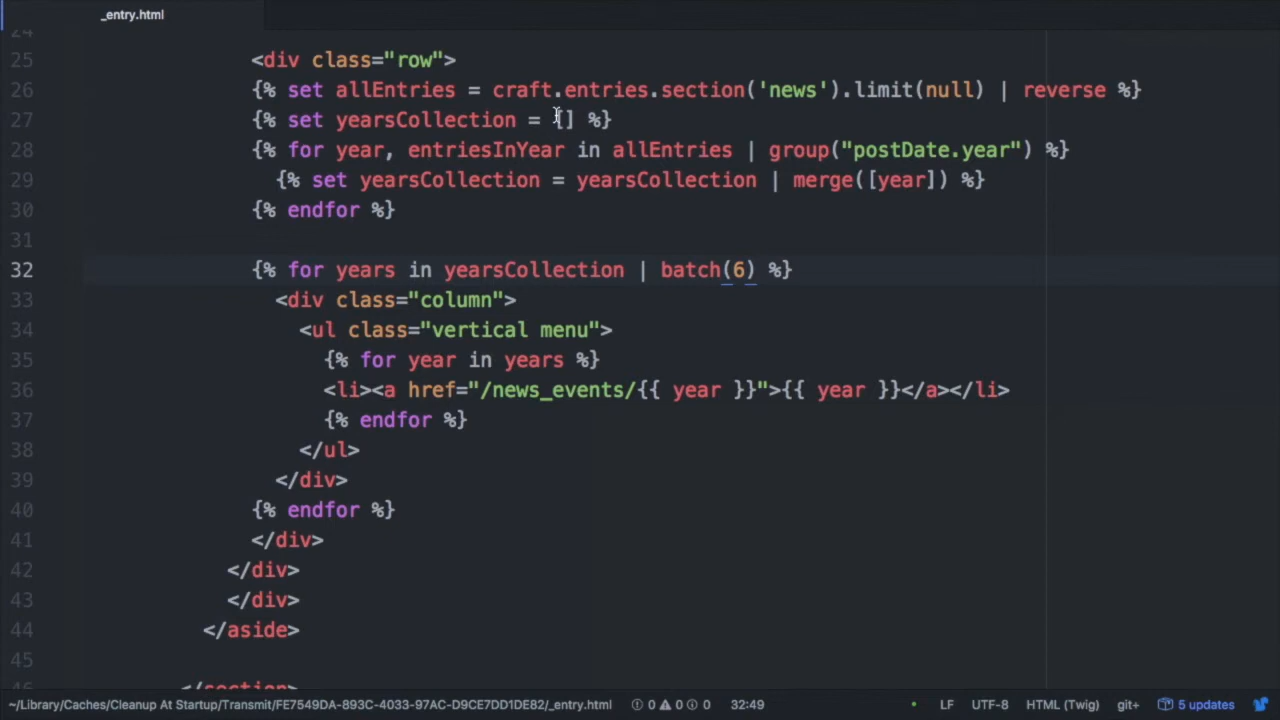 _entry.html
24
25 <div class="row">
26 {% set allEntries = craft.entries.section('news').limit(null) | reverse %}
27 {% set yearsCollection = [] %}
28 {% for year, entriesInYear in allEntries | group("postDate.year") %}
29 {% set yearsCollection = yearsCollection | merge([year]) %}
30 {% endfor %}
31
32 {% for years in yearsCollection | batch(6) %}
33 <div class="column">
34 <ul class="vertical menu">
35 {% for year in years %}
36 <li><a href="/news_events/{{ year }}">{{ year }}</a></li>
37 {% endfor %}
38 </ul>
39 </div>
40 {% endfor %}
41 </div>
42 </div>
43 </div>
44 </aside>
45
46 </section>
~/Library/Caches/Cleanup At Startup/Transmit/FE7549DA-893C-4033-97AC-D9CE7DD1DE82/_entry.html 0 0 0 32:49 LF UTF-8 HTML (Twig) git+ 5 updates